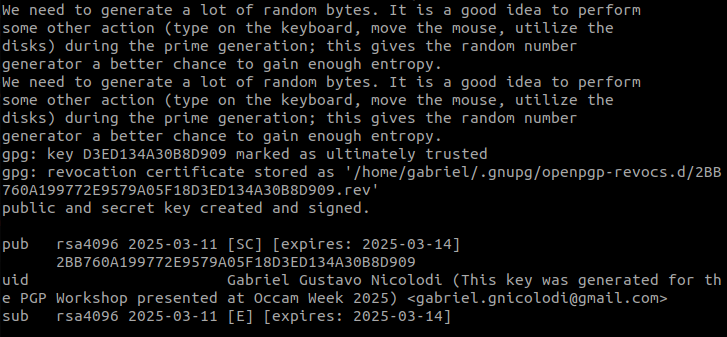 We need to generate a lot of random bytes. It is a good idea to perform
some other action (type on the keyboard, move the mouse, utilize the
disks) during the prime generation; this gives the random number
generator a better chance to gain enough entropy.
We need to generate a lot of random bytes. It is a good idea to perform
some other action (type on the keyboard, move the mouse, utilize the
disks) during the prime generation; this gives the random number
generator a better chance to gain enough entropy.
gpg: key D3ED134A30B8D909 marked as ultimately trusted
gpg: revocation certificate stored as '/home/gabriel/.gnupg/openpgp-revocs.d/2BB
760A199772E9579A05F18D3ED134A30B8D909.rev'
public and secret key created and signed.

pub   rsa4096 2025-03-11 [SC] [expires: 2025-03-14]
      2BB760A199772E9579A05F18D3ED134A30B8D909
uid                      Gabriel Gustavo Nicolodi (This key was generated for th
e PGP Workshop presented at Occam Week 2025) <gabriel.gnicolodi@gmail.com>
sub   rsa4096 2025-03-11 [E] [expires: 2025-03-14]